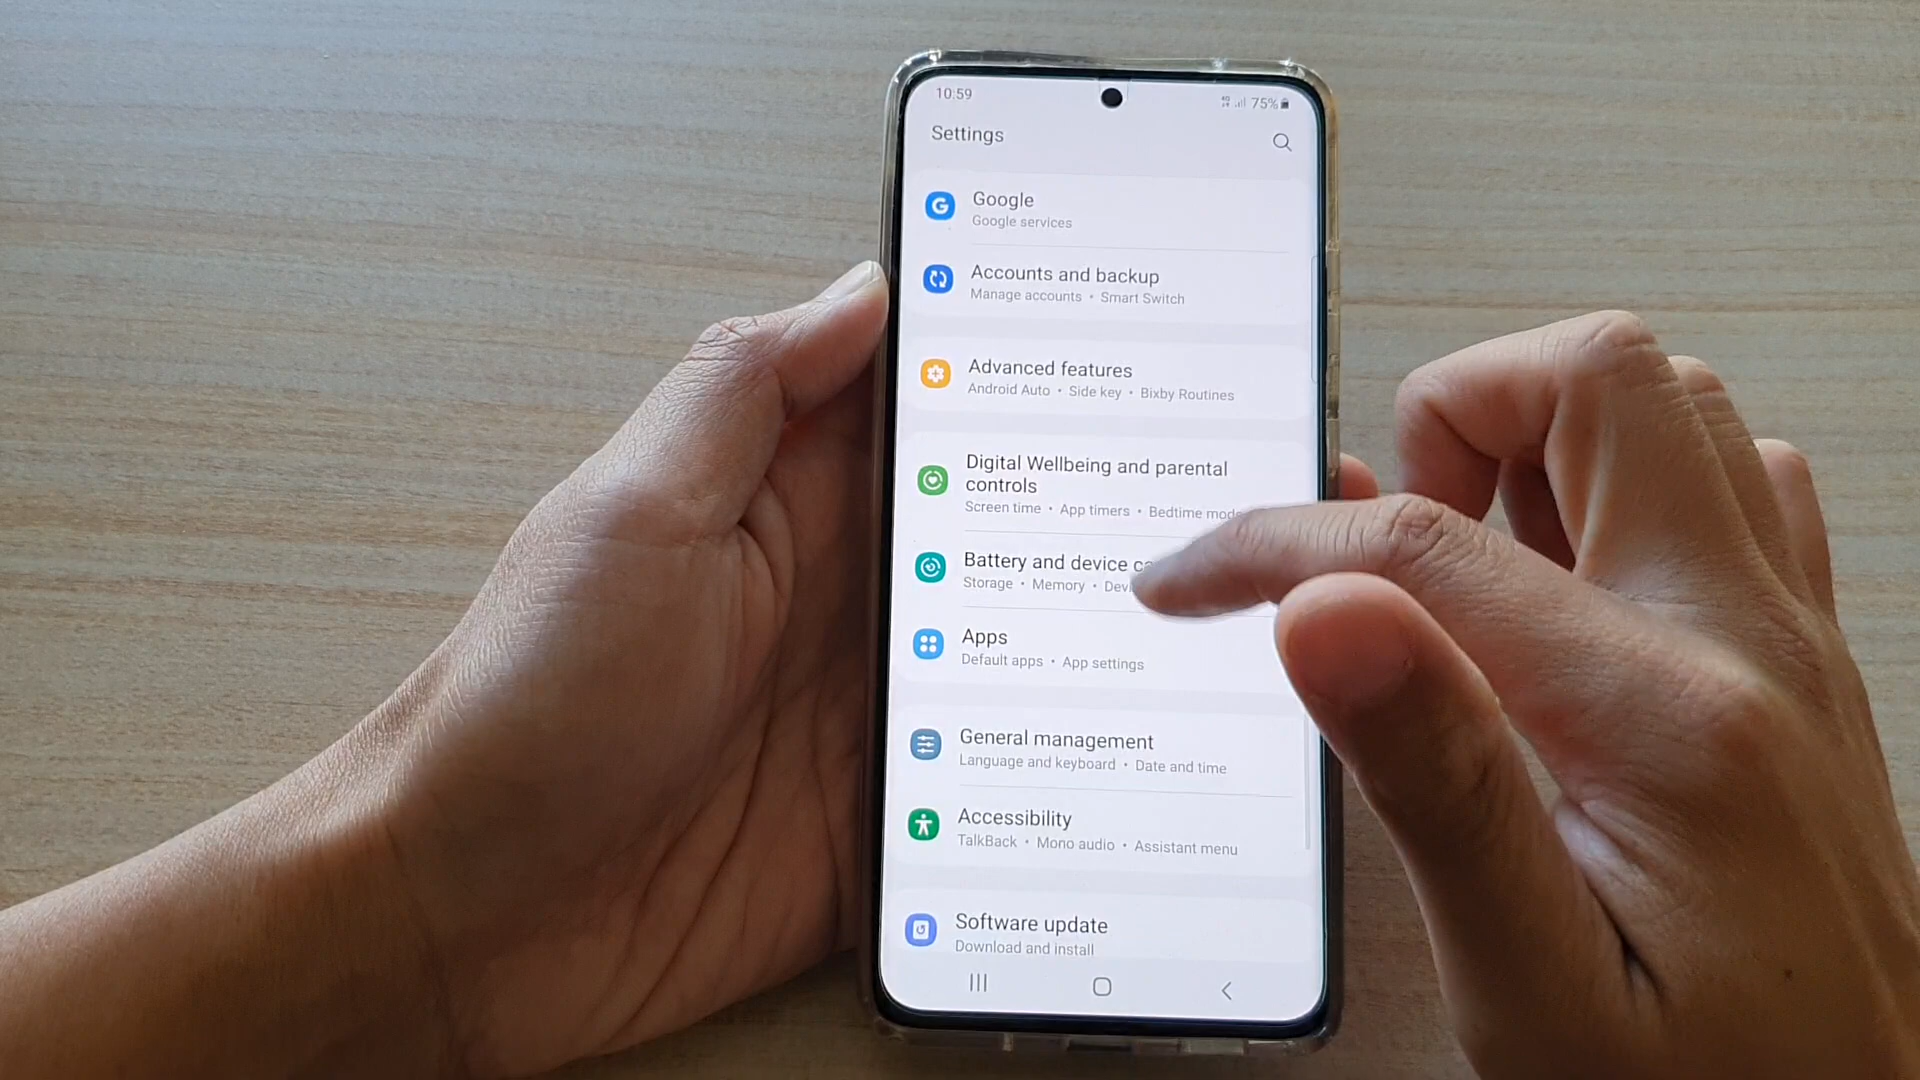 10:59
4G 75%
Settings
Google
Google services
Accounts and backup
Manage accounts • Smart Switch
Advanced features
Android Auto • Side key • Bixby Routines
Digital Wellbeing and parental
controls
Screen time • App timers • Bedtime mode
Battery and device
Storage • Memory
Apps
Default apps • App settings
General management
Language and keyboard • Date and time
Accessibility
TalkBack • Mono audio • Assistant menu
Software update
Download and install